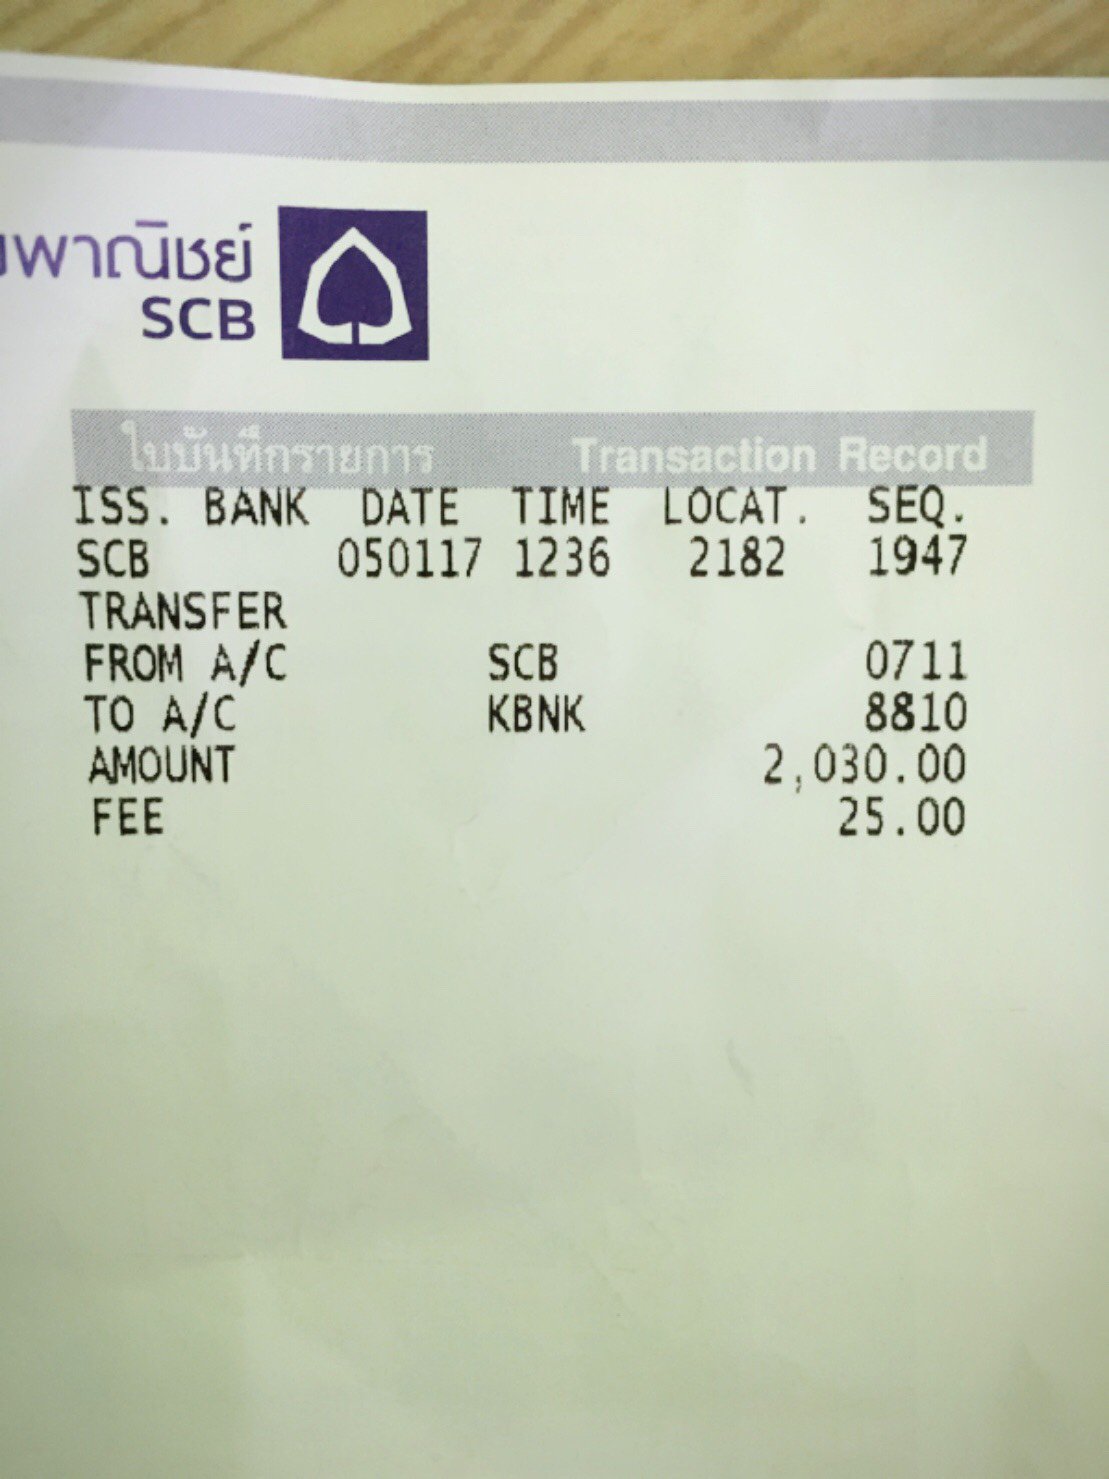 พาณิชย์
SCB
ใบบันทึกรายการ Transaction Record
ISS. BANK DATE TIME LOCAT. SEQ.
SCB 050117 1236 2182 1947
TRANSFER
FROM A/C SCB 0711
TO A/C KBNK 8810
AMOUNT 2,030.00
FEE 25.00